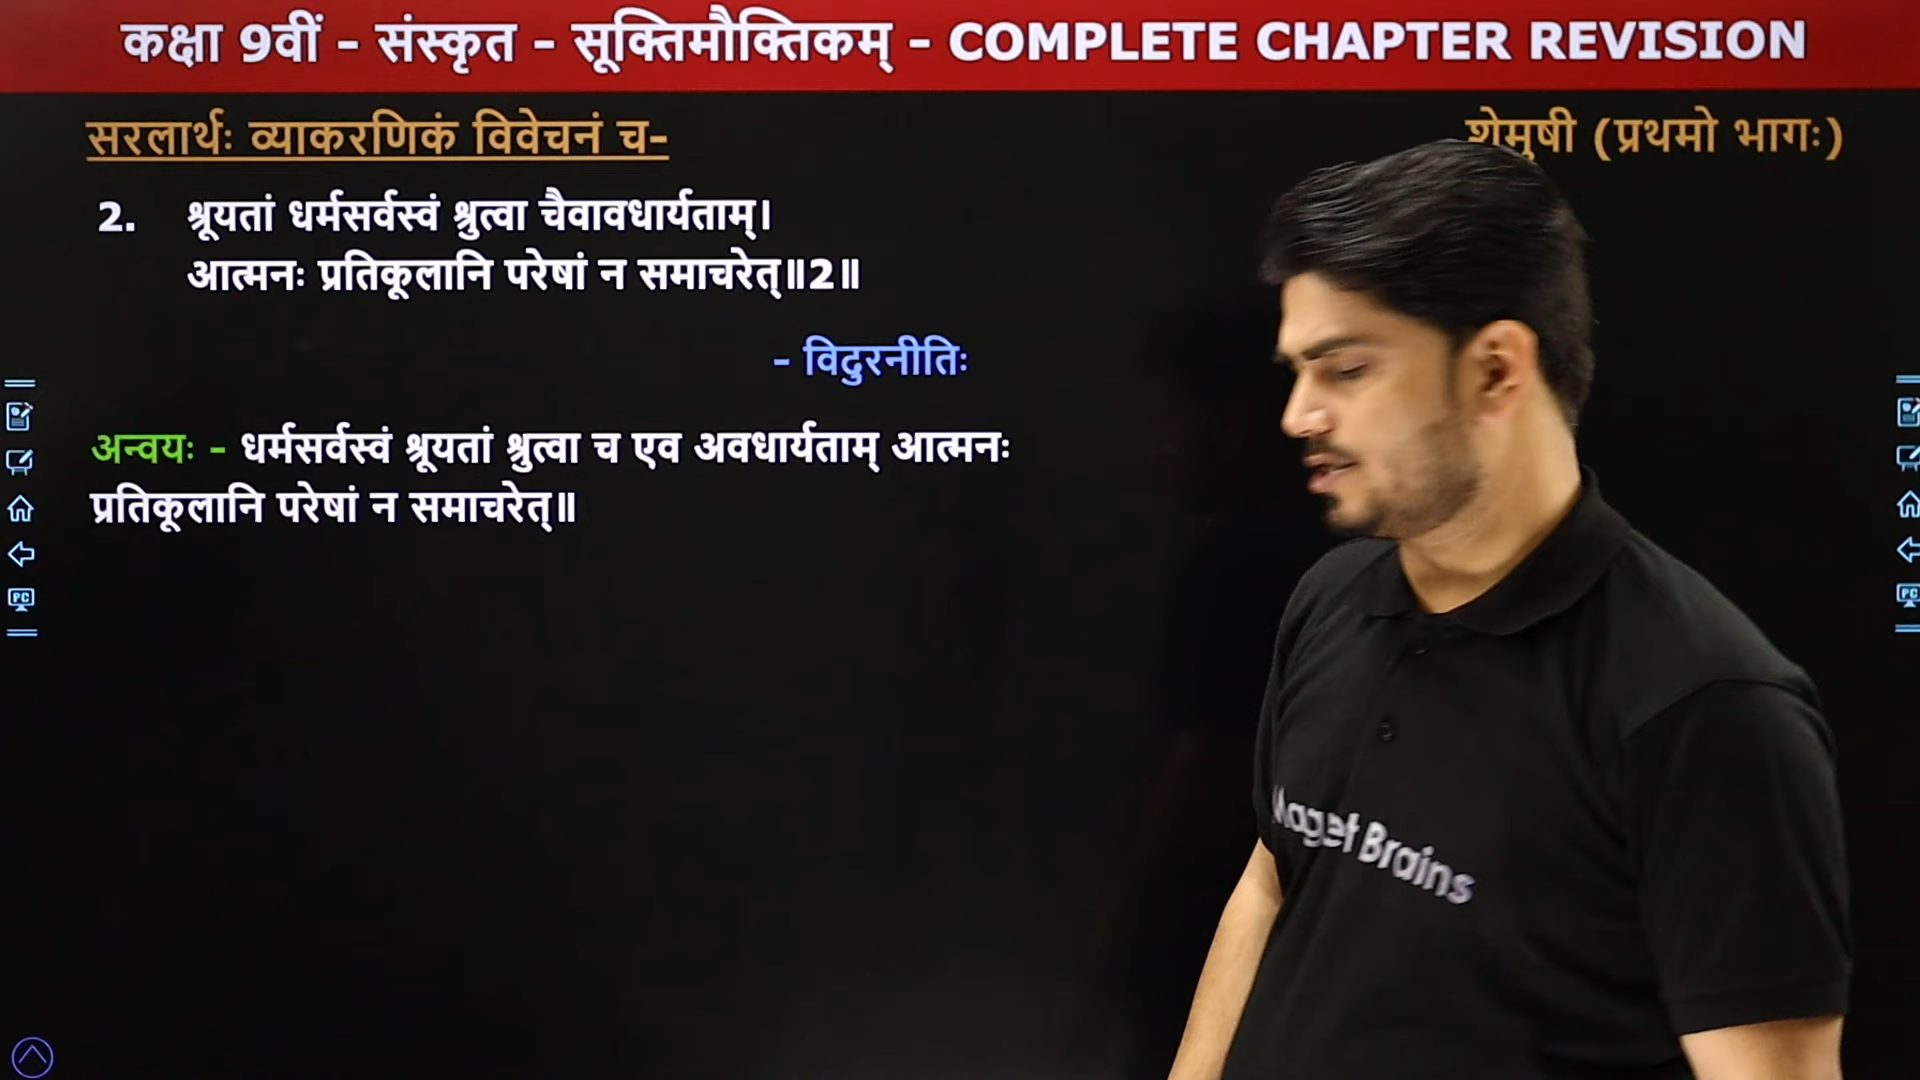 कक्षा 9वीं - संस्कृत - सूक्तिमौक्तिकम् - COMPLETE CHAPTER REVISION
सरलार्थः व्याकरणिकं विवेचनं च-
शेमुषी (प्रथमो भागः)
2. श्रूयतां धर्मसर्वस्वं श्रुत्वा चैवावधार्यताम्।
आत्मनः प्रतिकूलानि परेषां न समाचरेत्॥2॥
- विदुरनीतिः
अन्वयः - धर्मसर्वस्वं श्रूयतां श्रुत्वा च एव अवधार्यताम् आत्मनः
प्रतिकूलानि परेषां न समाचरेत्॥
PC
PC
Magnet Brains